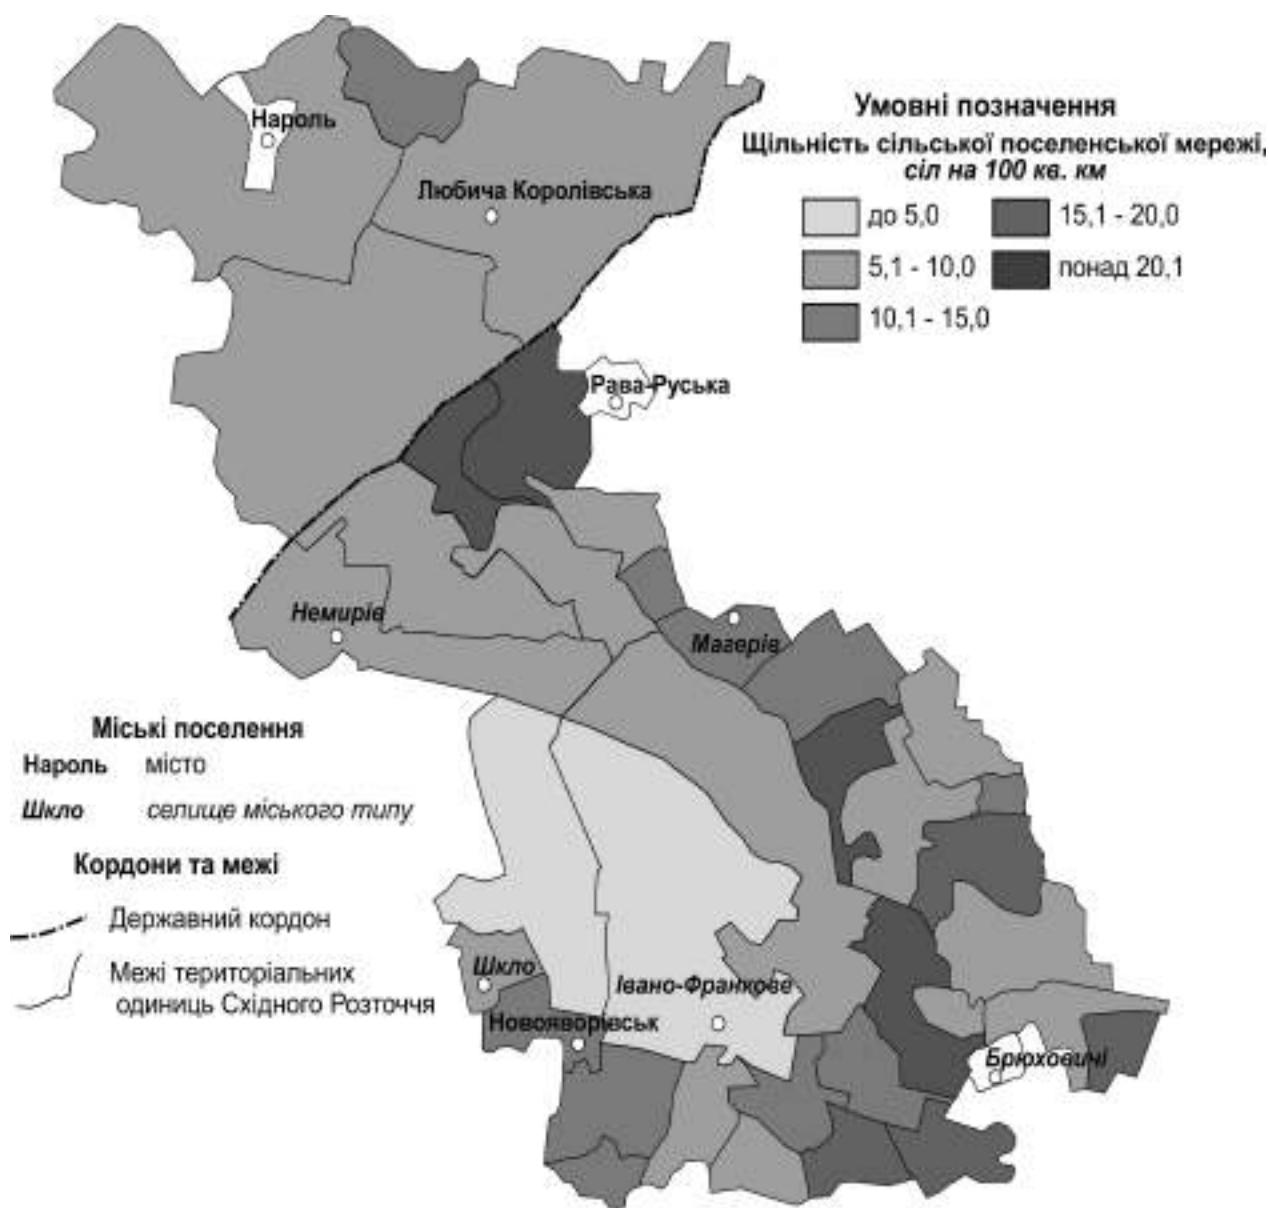 Нароль
Любича Королівська
Рава-Руська
Немирів
Магерів
Шкло
Івано-Франкове
Новояворівськ
Брюховичі
Умовні позначення
Щільність сільської поселенської мережі,
сіл на 100 кв. км
до 5,0
5,1 - 10,0
10,1 - 15,0
15,1 - 20,0
понад 20,1
Міські поселення
Нароль місто
Шкло селище міського типу
Кордони та межі
Державний кордон
Межі територіальних
одиниць Східного Розточчя